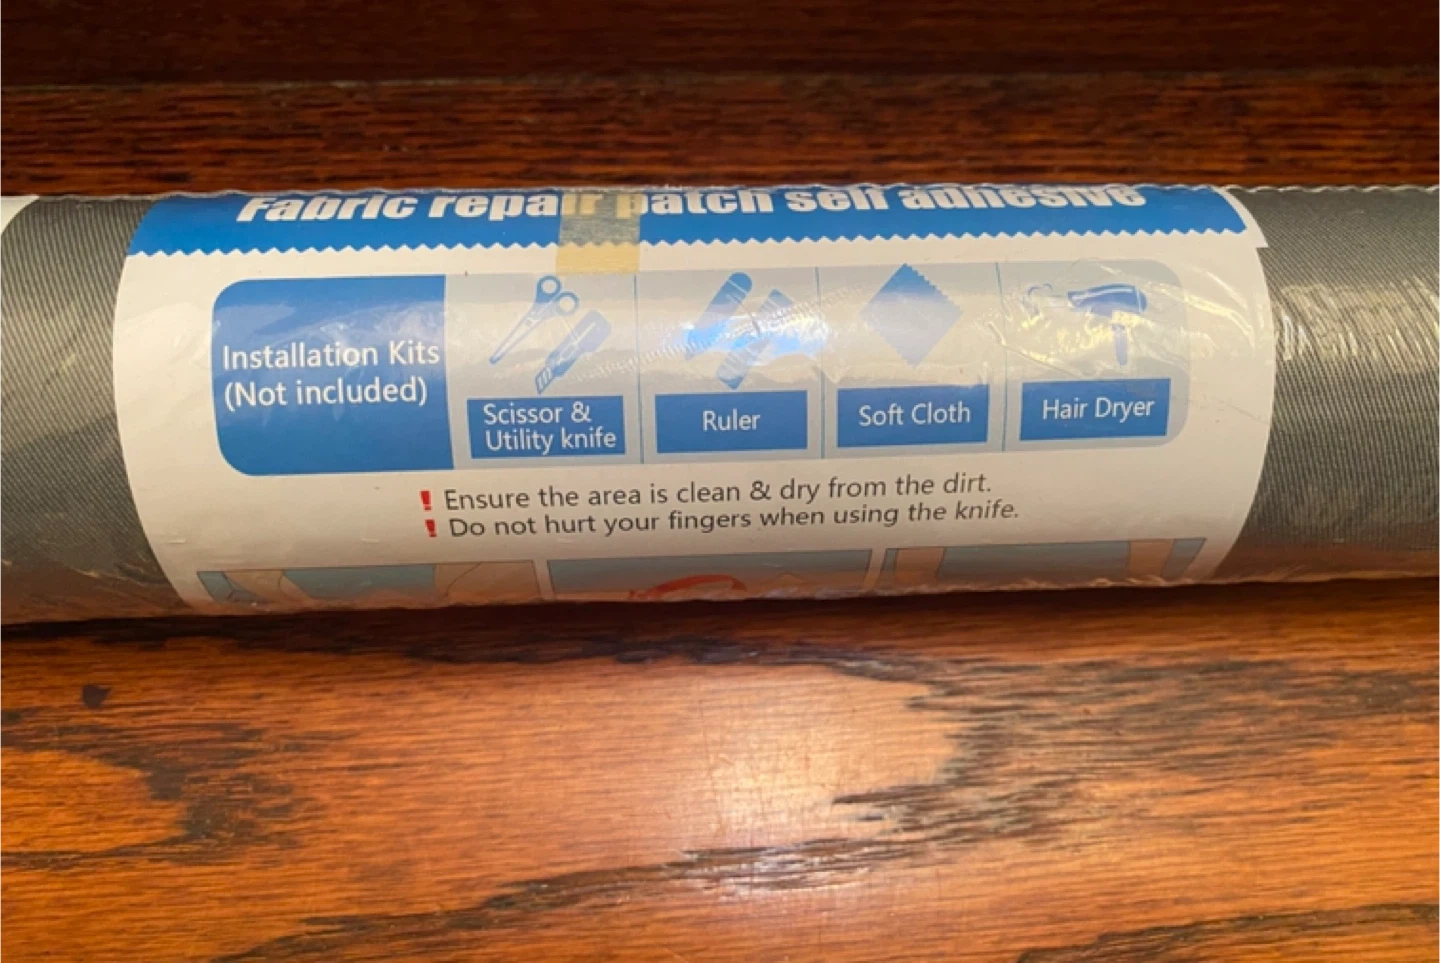 Fabric repair patch self adhesive
Installation Kits
(Not included)
Scissor &
Utility knife
Ruler
Soft Cloth
Hair Dryer
! Ensure the area is clean & dry from the dirt.
! Do not hurt your fingers when using the knife.